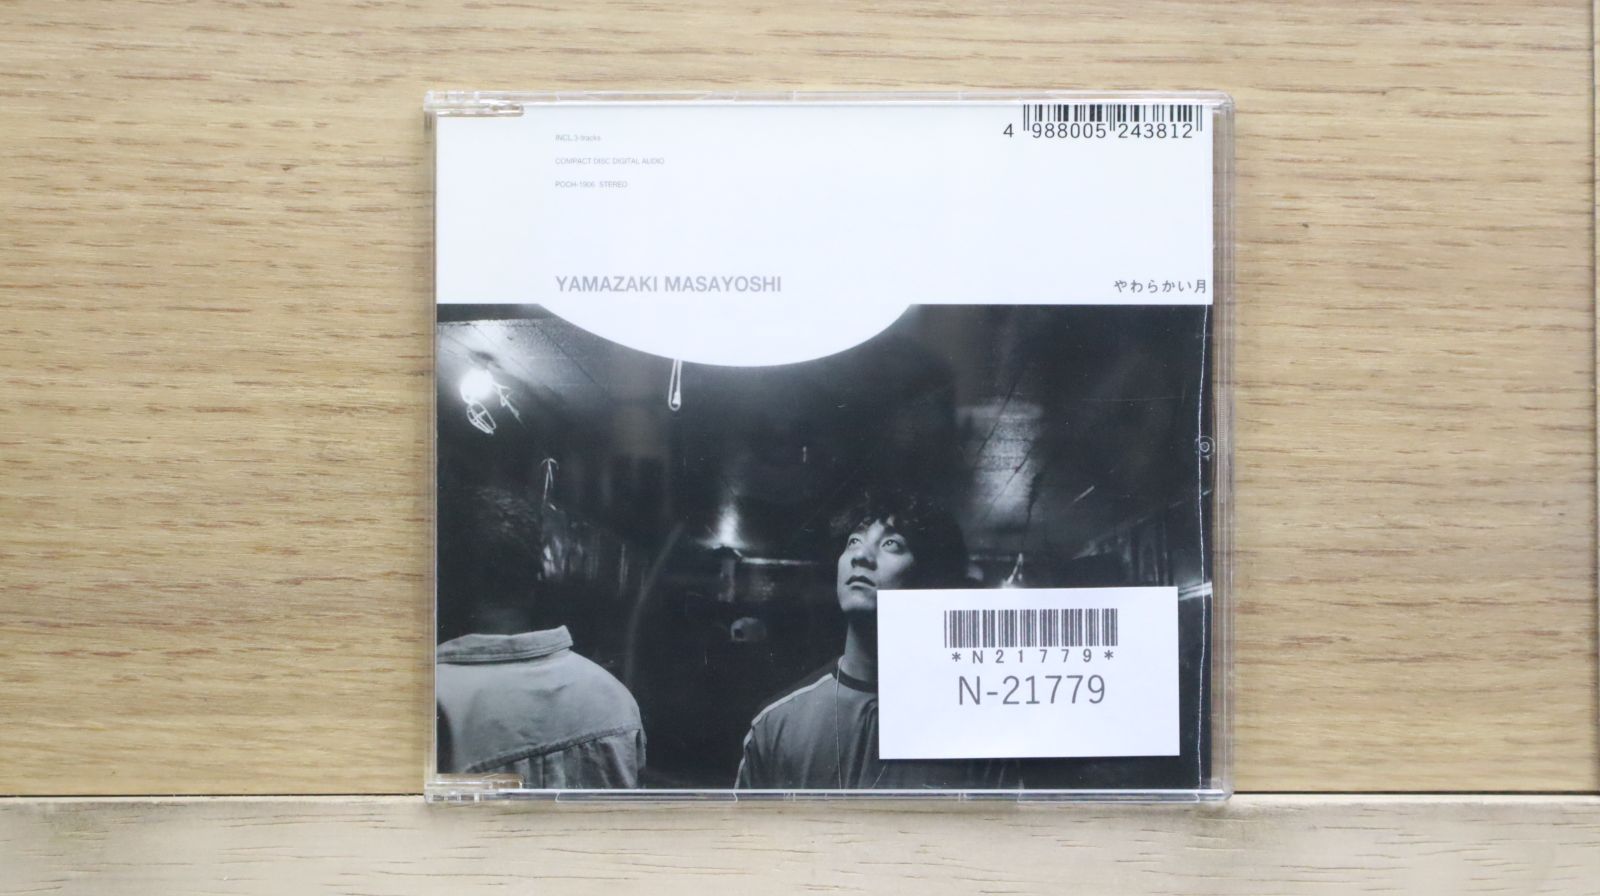 INCL.3-tracks
COMPACT DISC DIGITAL AUDIO
POCH-1906 STEREO
4 988005 243812
YAMAZAKI MASAYOSHI
やわらかい月
*N21779*
N-21779